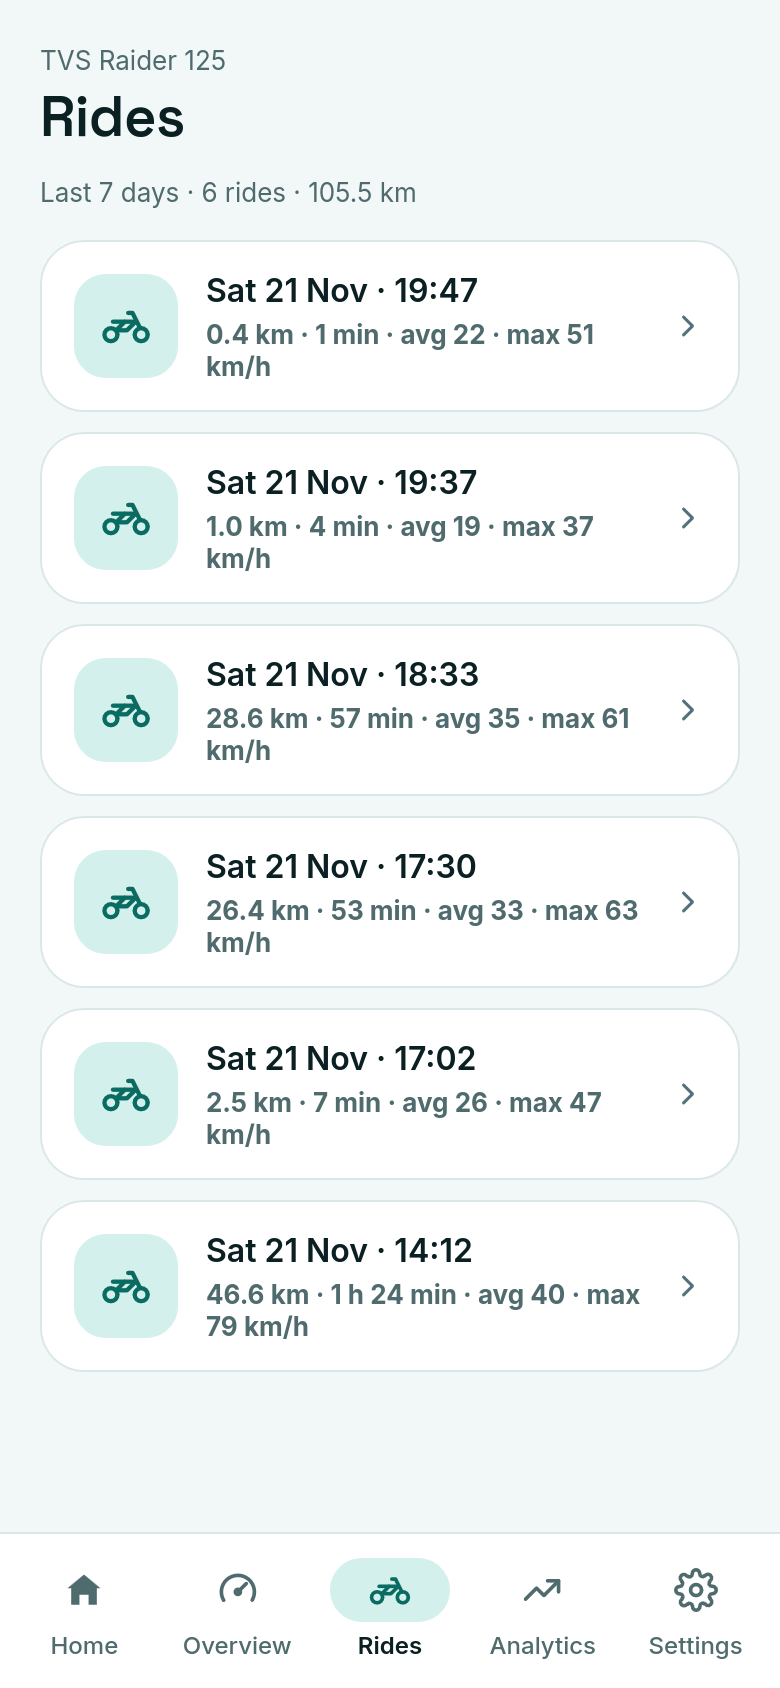 TVS Raider 125
Rides
Last 7 days · 6 rides · 105.5 km
Sat 21 Nov · 19:47
0.4 km · 1 min · avg 22 · max 51
km/h
Sat 21 Nov · 19:37
1.0 km · 4 min · avg 19 · max 37
km/h
Sat 21 Nov · 18:33
28.6 km · 57 min · avg 35 · max 61
km/h
Sat 21 Nov · 17:30
26.4 km · 53 min · avg 33 · max 63
km/h
Sat 21 Nov · 17:02
2.5 km · 7 min · avg 26 · max 47
km/h
Sat 21 Nov · 14:12
46.6 km · 1 h 24 min · avg 40 · max
79 km/h
Home Overview Rides Analytics Settings